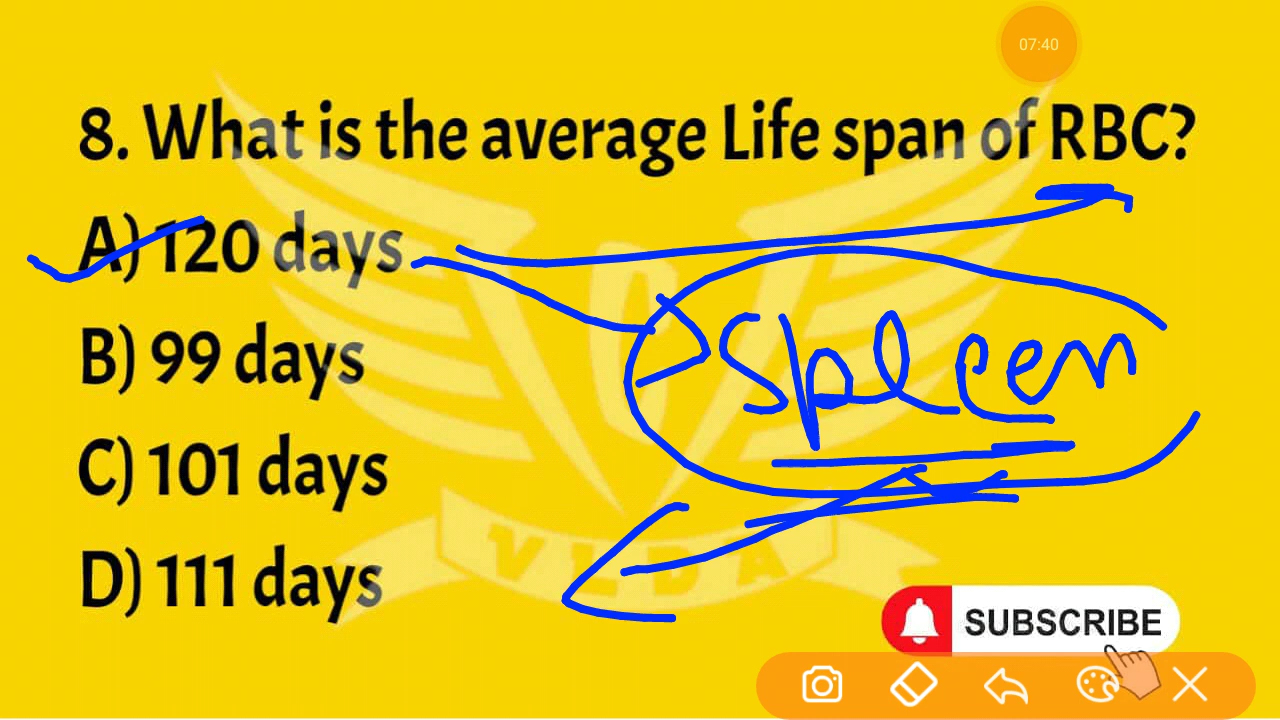 07:40
8. What is the average Life span of RBC?
A) 120 days
spleen
B) 99 days
C) 101 days
D) 111 days
VLDA
SUBSCRIBE